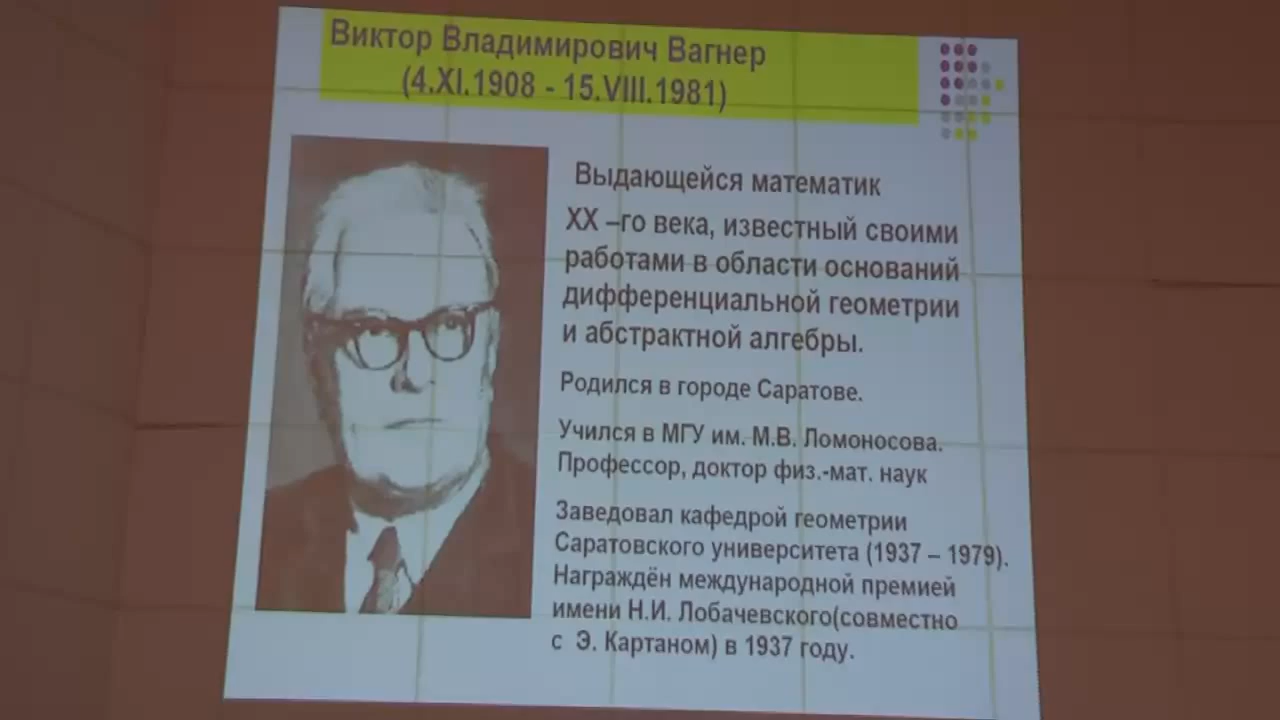 Виктор Владимирович Вагнер
(4.XI.1908 - 15.VIII.1981)
Выдающейся математик
XX –го века, известный своими
работами в области оснований
дифференциальной геометрии
и абстрактной алгебры.
Родился в городе Саратове.
Учился в МГУ им. М.В. Ломоносова.
Профессор, доктор физ.-мат. наук
Заведовал кафедрой геометрии
Саратовского университета (1937 – 1979).
Награждён международной премией
имени Н.И. Лобачевского(совместно
с Э. Картаном) в 1937 году.